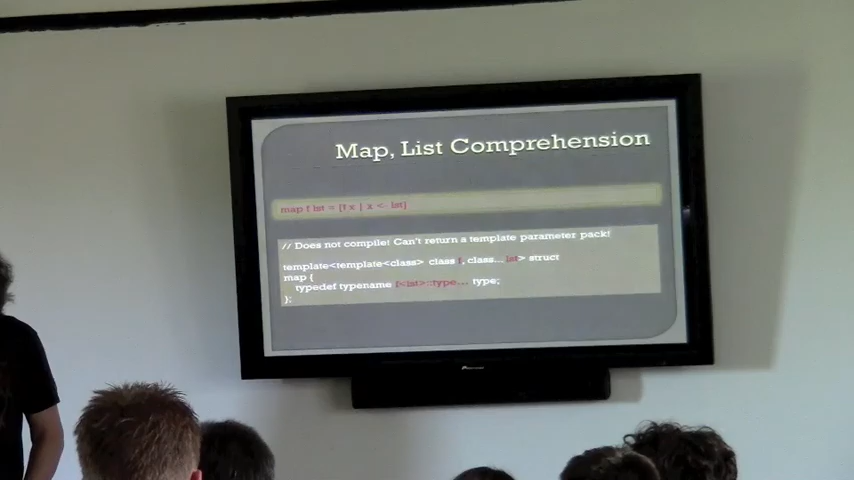 Map, List Comprehension
map f lst = [f x | x <- lst]
// Does not compile! Can't return a template parameter pack!
template<template<class> class f, class... lst> struct
map {
typedef typename f<lst>::type... type;
};